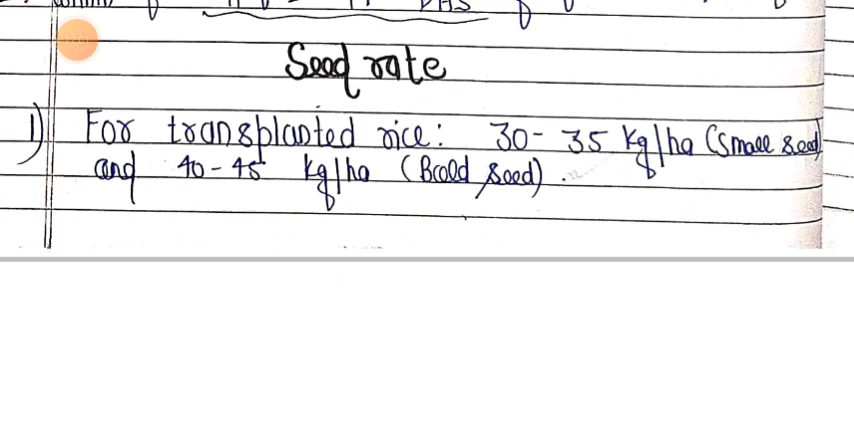 DAS
Seed rate
1) For transplanted rice: 30- 35 kg/ha (Small seed)
and 40-45 kg/ha (Bold seed).